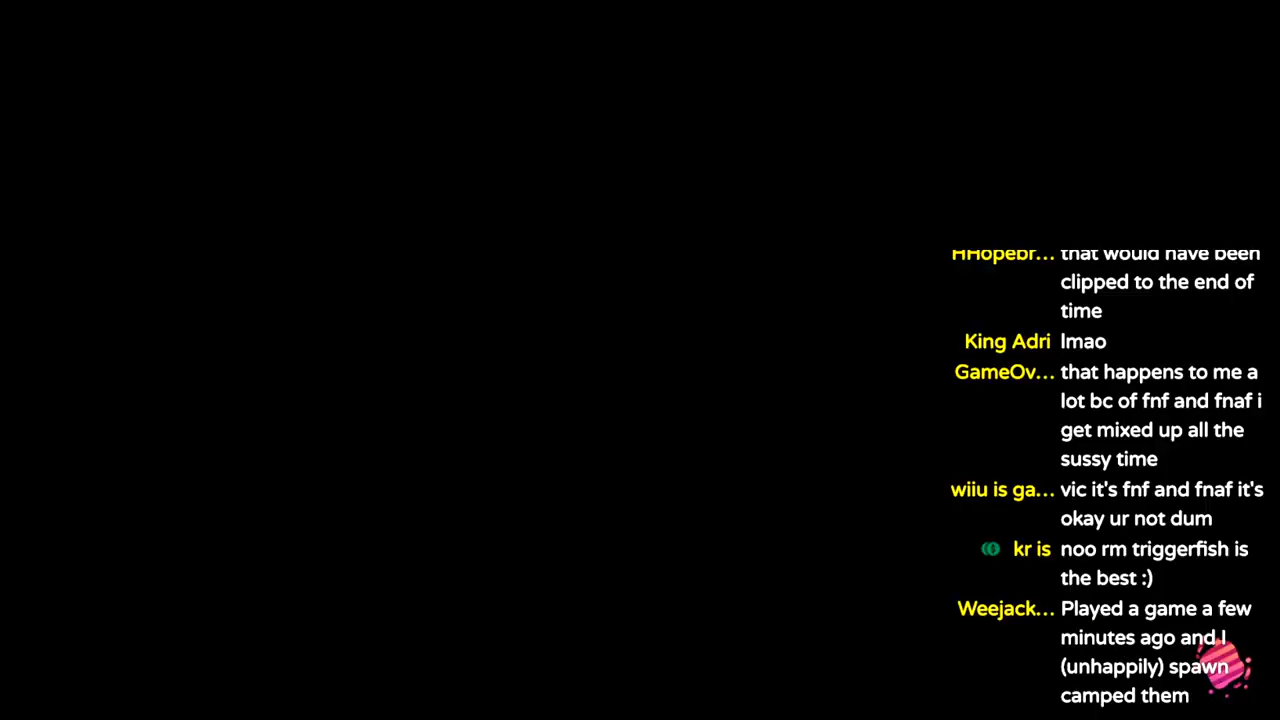 HHopebr... that would have been
clipped to the end of
time
King Adri lmao
GameOv... that happens to me a
lot bc of fnf and fnaf i
get mixed up all the
sussy time
wiiu is ga... vic it's fnf and fnaf it's
okay ur not dum
kr is noo rm triggerfish is
the best :)
Weejack... Played a game a few
minutes ago and I
(unhappily) spawn
camped them